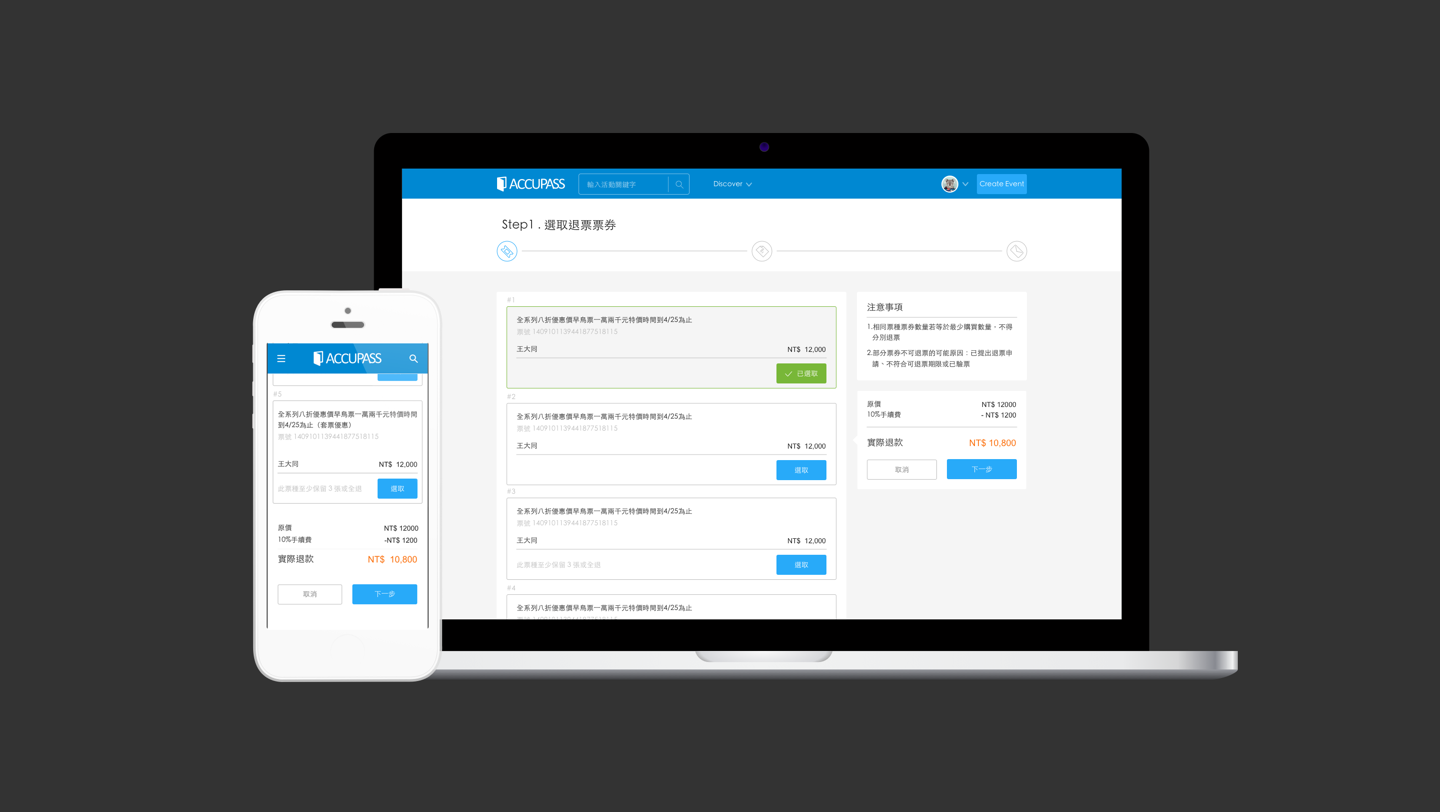 ACCUPASS
輸入活動關鍵字
Discover
Create Event
Step1 . 選取退票票券
#1
全系列八折優惠價早鳥票一萬兩千元特價時間到4/25為止
票號 1409101139441877518115
王大同 NT$ 12,000
已選取
#2
全系列八折優惠價早鳥票一萬兩千元特價時間到4/25為止
票號 1409101139441877518115
王大同 NT$ 12,000
選取
#3
全系列八折優惠價早鳥票一萬兩千元特價時間到4/25為止
票號 1409101139441877518115
王大同 NT$ 12,000
此票種至少保留 3 張或全退 選取
#4
全系列八折優惠價早鳥票一萬兩千元特價時間到4/25為止
票號 1409101139441877518115
注意事項
1.相同票種票券數量若等於最少購買數量，不得
分別退票
2.部分票券不可退票的可能原因：已提出退票申
請、不符合可退票期限或已驗票
原價 NT$ 12000
10%手續費 - NT$ 1200
實際退款 NT$ 10,800
取消 下一步
ACCUPASS
#5
全系列八折優惠價早鳥票一萬兩千元特價時間
到4/25為止（套票優惠）
票號 1409101139441877518115
王大同 NT$ 12,000
此票種至少保留 3 張或全退 選取
原價 NT$ 12000
10%手續費 -NT$ 1200
實際退款 NT$ 10,800
取消 下一步